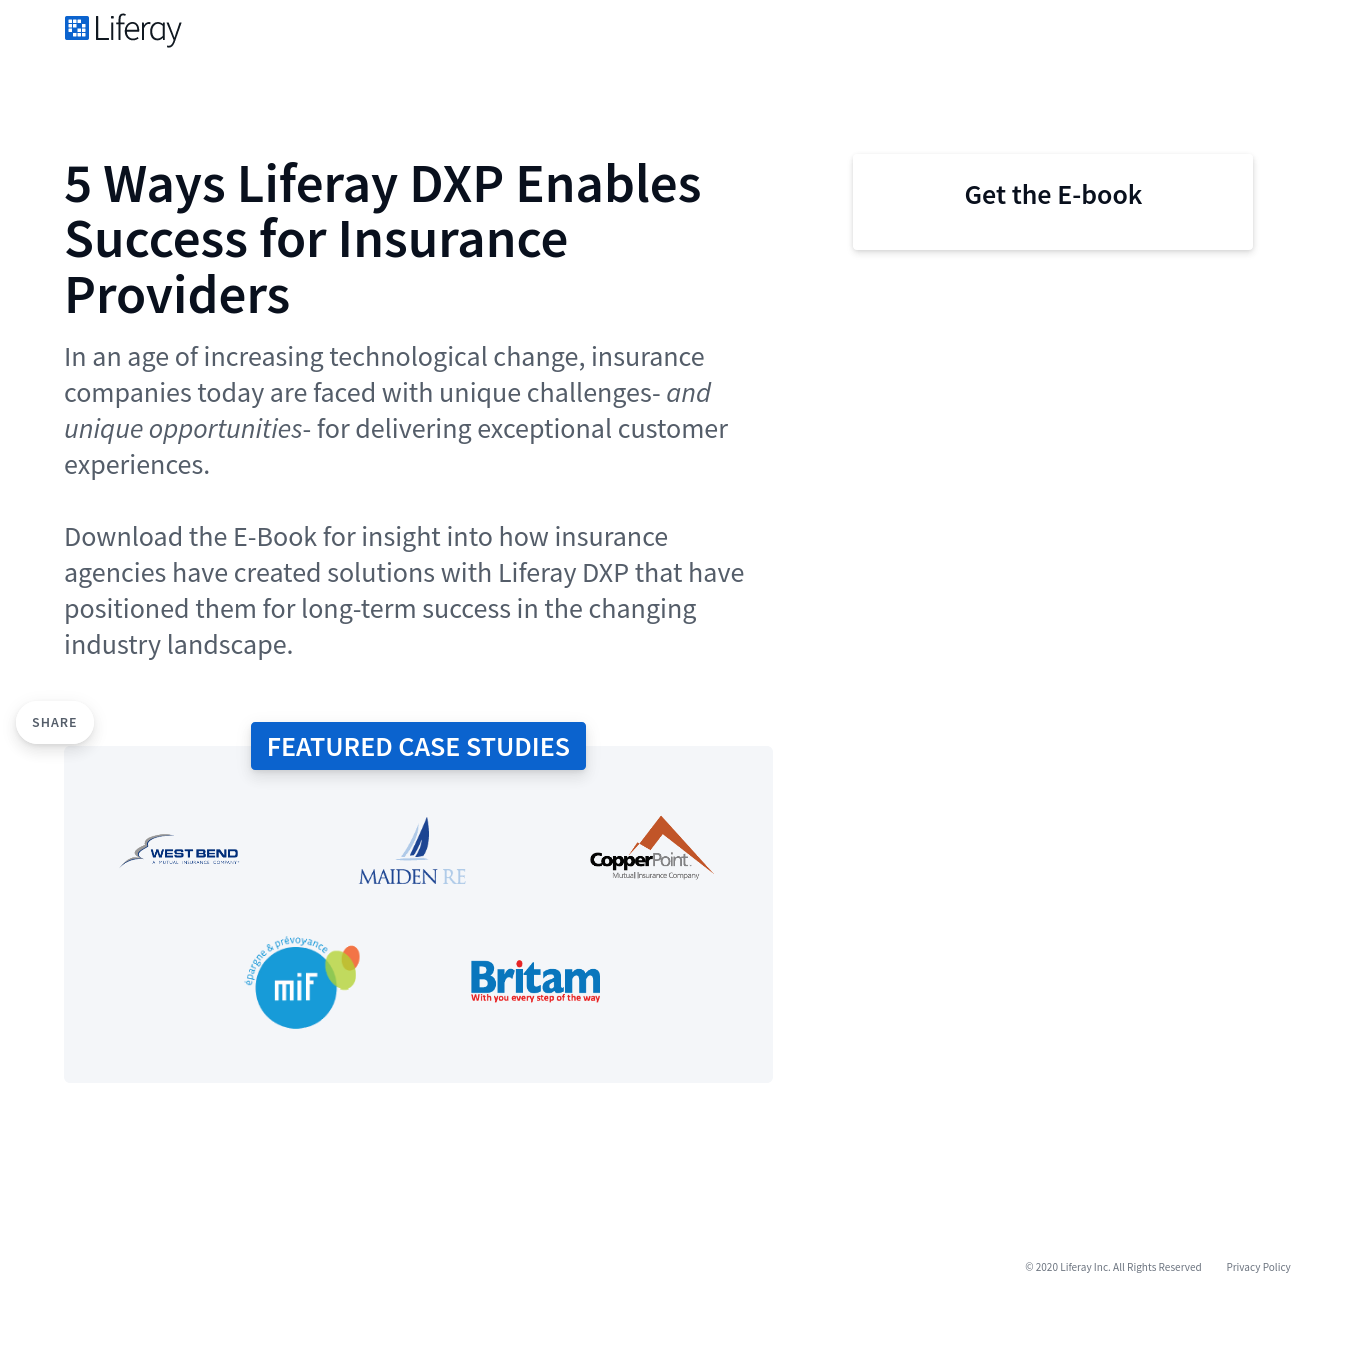 Liferay
5 Ways Liferay DXP Enables
Success for Insurance
Providers
In an age of increasing technological change, insurance
companies today are faced with unique challenges- and
unique opportunities- for delivering exceptional customer
experiences.
Download the E-Book for insight into how insurance
agencies have created solutions with Liferay DXP that have
positioned them for long-term success in the changing
industry landscape.
Get the E-book
SHARE
FEATURED CASE STUDIES
WEST BEND
A MUTUAL INSURANCE COMPANY
MAIDEN RE
CopperPoint
Mutual Insurance Company
épargne & prévoyance
mif
Britam
With you every step of the way
© 2020 Liferay Inc. All Rights Reserved Privacy Policy